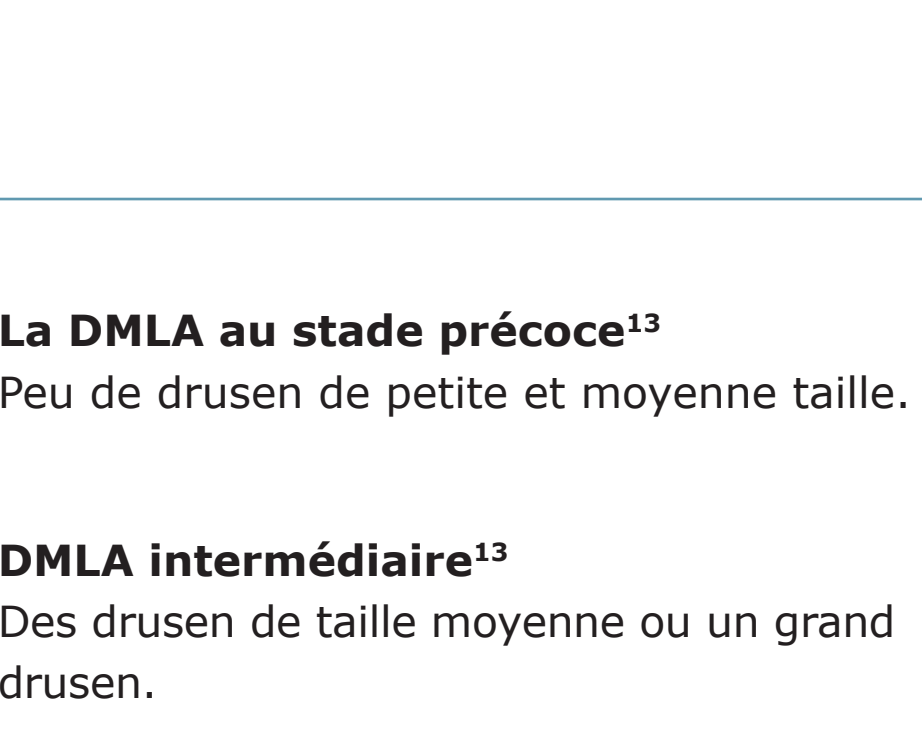 La DMLA au stade précoce¹³
Peu de drusen de petite et moyenne taille.
DMLA intermédiaire¹³
Des drusen de taille moyenne ou un grand
drusen.